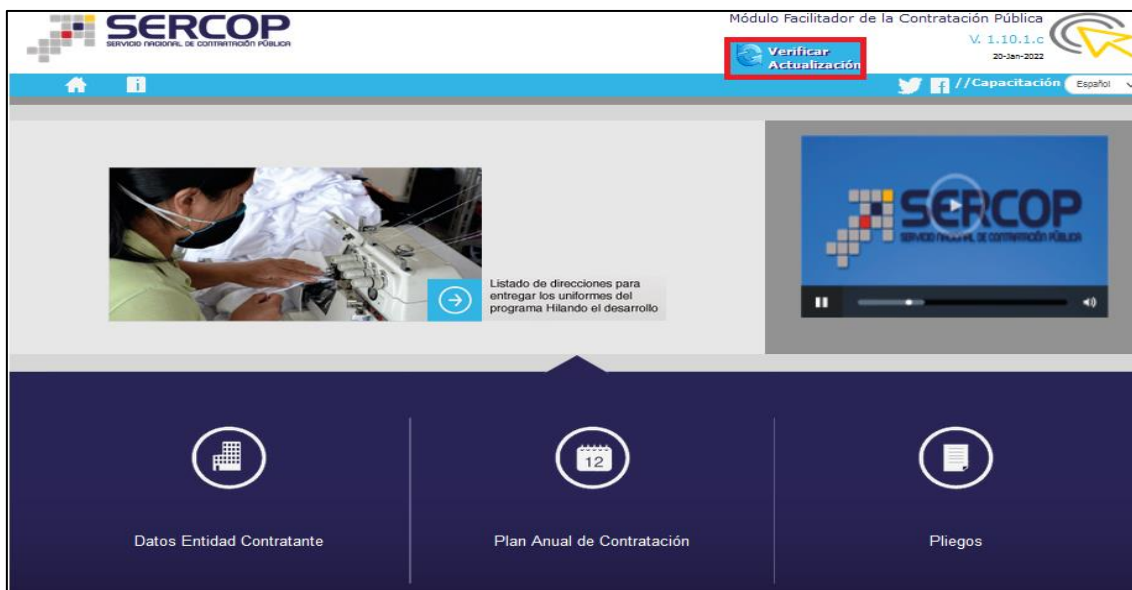 SERCOP
SERVICIO NACIONAL DE CONTRATACIÓN PÚBLICA
Módulo Facilitador de la Contratación Pública
V. 1.10.1.c
20-Jan-2022
Verificar
Actualización
//Capacitación
Español
Listado de direcciones para
entregar los uniformes del
programa Hilando el desarrollo
SERCOP
SERVICIO NACIONAL DE CONTRATACIÓN PÚBLICA
12
Datos Entidad Contratante
Plan Anual de Contratación
Pliegos